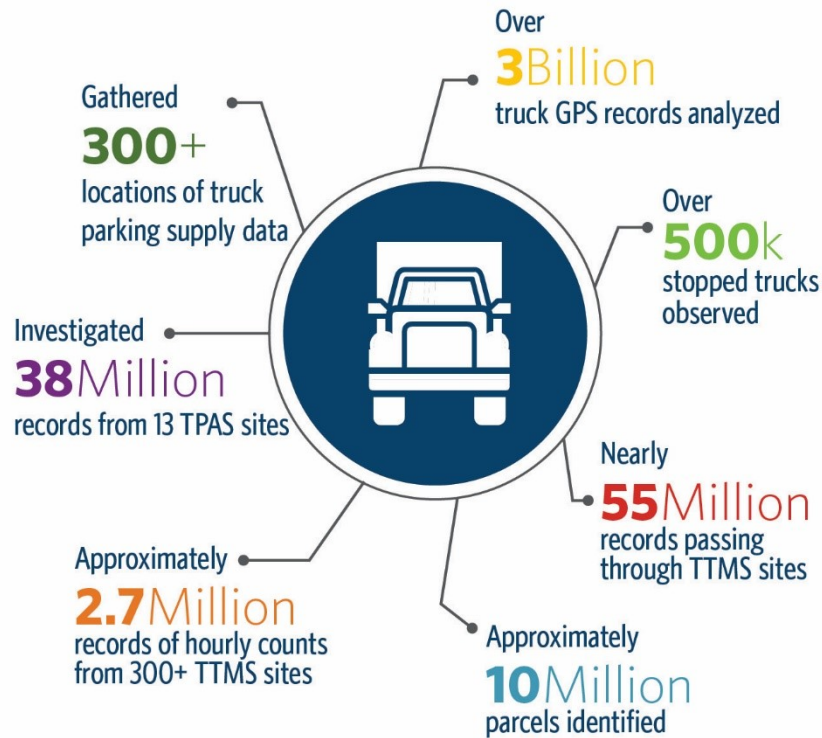 Over
3Billion
truck GPS records analyzed
Gathered
300+
locations of truck
parking supply data
Over
500k
stopped trucks
observed
Investigated
38Million
records from 13 TPAS sites
Nearly
55Million
records passing
through TTMS sites
Approximately
2.7Million
records of hourly counts
from 300+ TTMS sites
Approximately
10Million
parcels identified